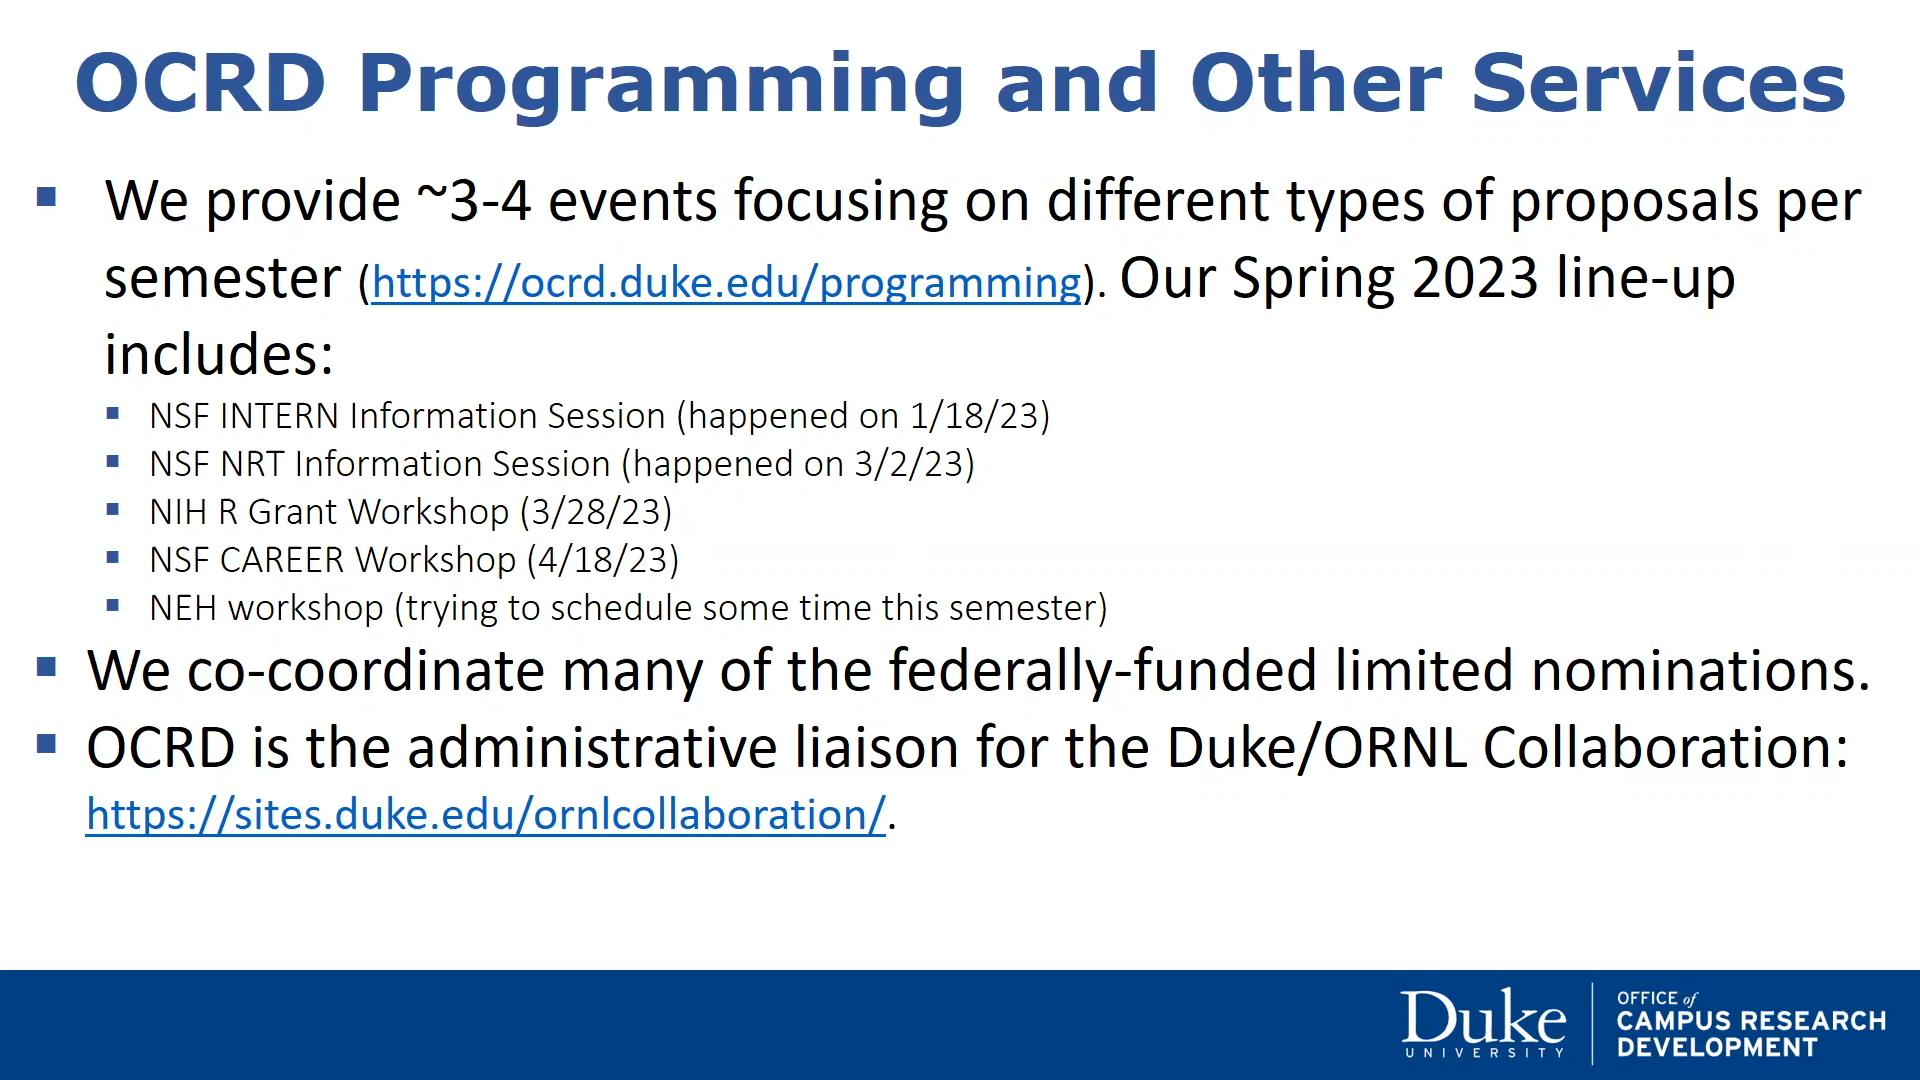 OCRD Programming and Other Services
▪ We provide ~3-4 events focusing on different types of proposals per
semester (https://ocrd.duke.edu/programming). Our Spring 2023 line-up
includes:
▪ NSF INTERN Information Session (happened on 1/18/23)
▪ NSF NRT Information Session (happened on 3/2/23)
▪ NIH R Grant Workshop (3/28/23)
▪ NSF CAREER Workshop (4/18/23)
▪ NEH workshop (trying to schedule some time this semester)
▪ We co-coordinate many of the federally-funded limited nominations.
▪ OCRD is the administrative liaison for the Duke/ORNL Collaboration:
https://sites.duke.edu/ornlcollaboration/.
Duke
UNIVERSITY
OFFICE of
CAMPUS RESEARCH
DEVELOPMENT